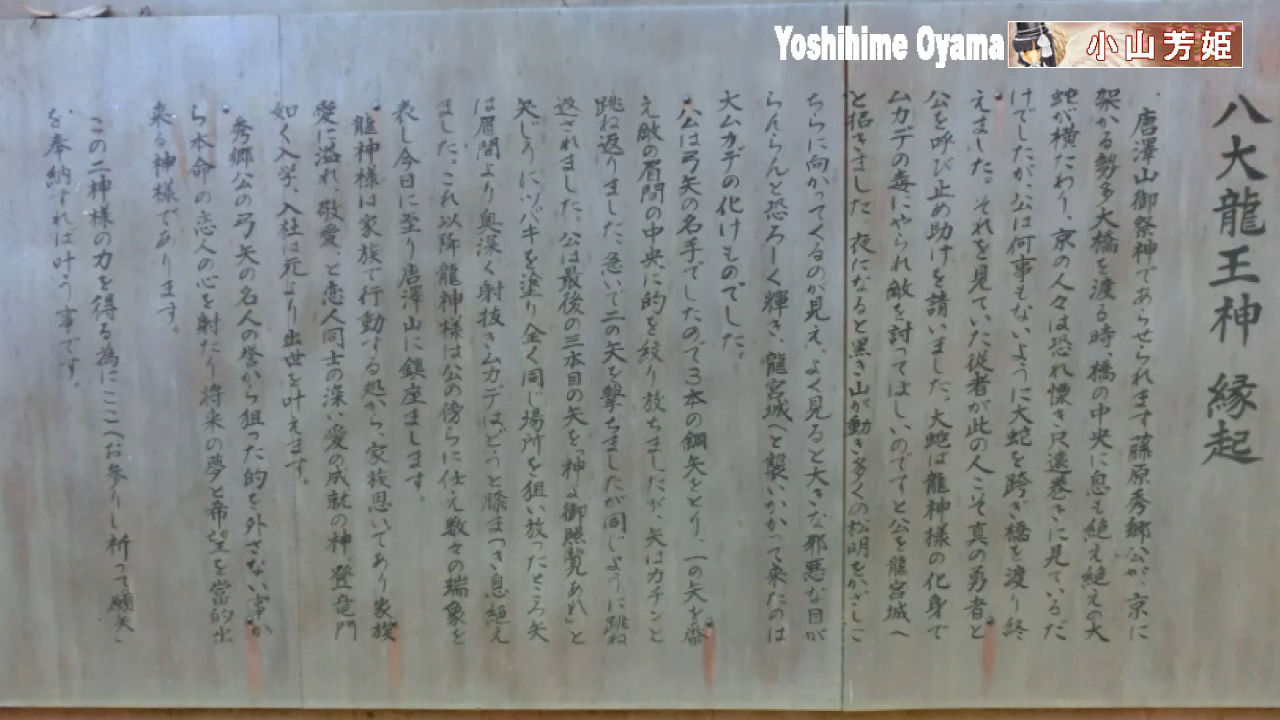 Yoshihime Oyama 小山芳姫
八大龍王神 縁起
唐澤山御祭神であらせられます藤原秀郷公が、京に
架かる勢多大橋を渡る時、橋の中央に息も絶え絶えの大
蛇が横たわり、京の人々は恐れ慄き只遠巻きに見ているだ
けでしたが、公は何事もないように大蛇を跨ぎ橋を渡り終
えました。それを見ていた従者が此の人こそ真の勇者と
公を呼び止め助けを請いました。大蛇は龍神様の化身で
ムカデの毒にやられ敵を討ってほしいのですと公を龍宮城へ
と招きました、夜になると黒き山が動き多くの松明をかざしこ
ちらに向かってくるのが見え、よく見ると大きな邪悪な目が
らんらんと恐ろしく輝き、龍宮城へと襲いかかって来たのは
大ムカデの化けものでした。
公は弓矢の名手でしたので3本の鋼矢をとり、一の矢を番
え敵の眉間の中央に的を絞り放ちましたが、矢はカチンと
跳ね返りました、急いで二の矢を撃ちましたが同じように跳ね
返されました。公は最後の三本目の矢を「神よ御照覧あれ」と
矢じりにツバキを塗り全く同じ場所を狙い放ったところ矢
は眉間より奥深く射抜きムカデはどうと膝まづき息絶え
ました。これ以降龍神様は公の傍らに仕え数々の瑞象を
表し今日に至り唐澤山に鎮座まします。
龍神様は家族で行動する処から、家族思いであり家族
愛に溢れ、敬愛、と恋人同士の深い愛の成就の神、登竜門
如く入学、入社は元より出世を叶えます。
秀郷公の弓矢の名人の誉から狙った的を外さない事か
ら本命の恋人の心を射たり将来の夢と希望を當的出
来る神様であります。
この二神様の力を得る為にここへお参りし祈って願矢
を奉納すれば叶う事です。